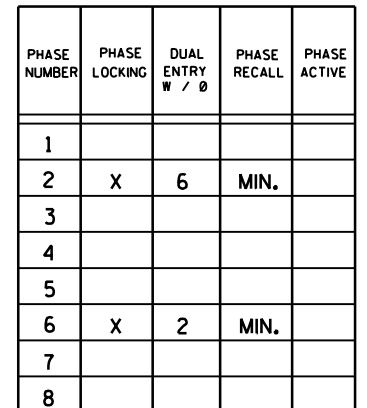 PHASE NUMBER PHASE LOCKING DUAL ENTRY W / Ø PHASE RECALL PHASE ACTIVE
1
2 X 6 MIN.
3
4
5
6 X 2 MIN.
7
8